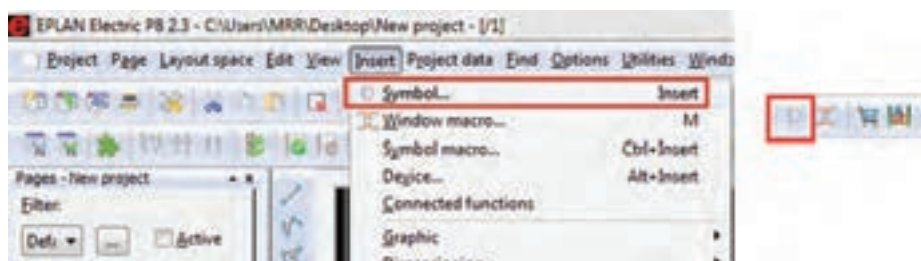 EPLAN Electric P8 2.3 - C:\Users\MRR\Desktop\New project - [/1]
Project Page Layout space Edit View Insert Project data Find Options Utilities
Symbol... Insert
Window macro... M
Symbol macro... Ctrl+Insert
Device... Alt+Insert
Connected functions
Graphic
Pages - New project
Filter:
Active